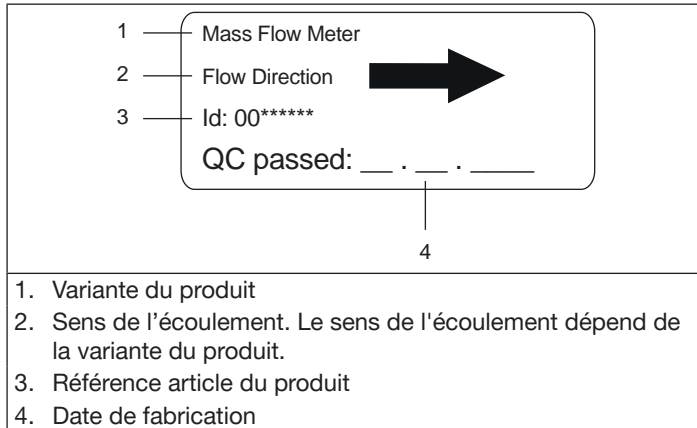 1 Mass Flow Meter
2 Flow Direction
3 Id: 00******
QC passed: __ . __ . ____
4
1. Variante du produit
2. Sens de l’écoulement. Le sens de l'écoulement dépend de
la variante du produit.
3. Référence article du produit
4. Date de fabrication